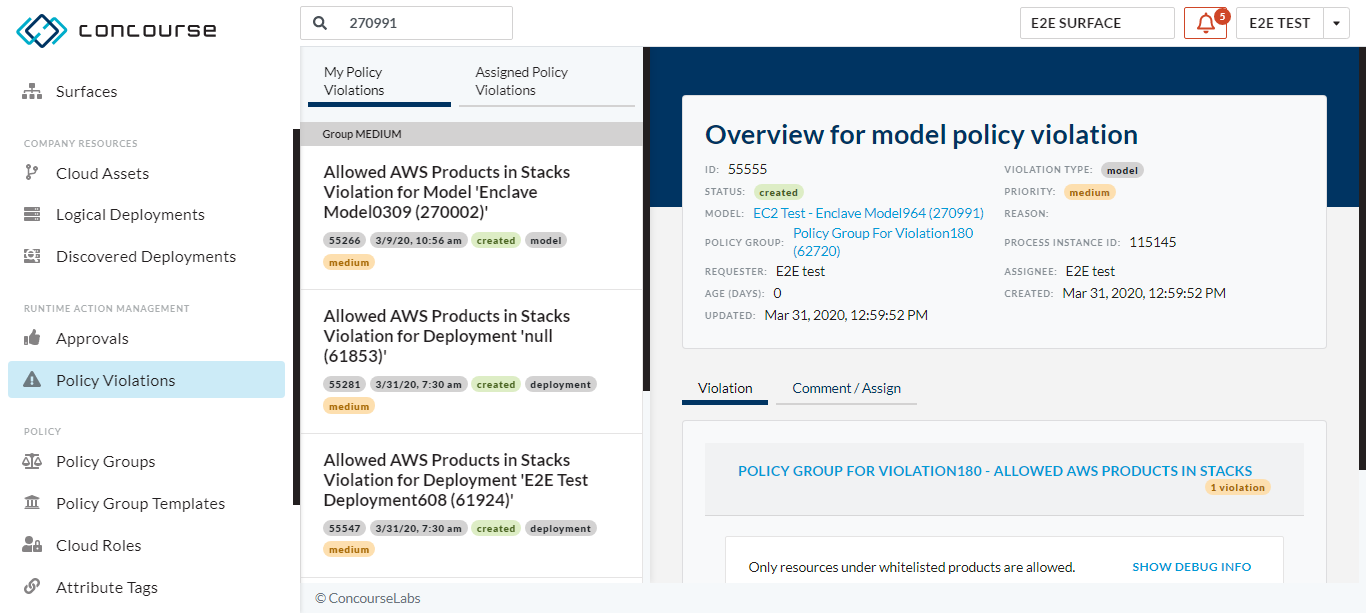 concourse
270991
E2E SURFACE
5
E2E TEST
Surfaces
COMPANY RESOURCES
Cloud Assets
Logical Deployments
Discovered Deployments
RUNTIME ACTION MANAGEMENT
Approvals
Policy Violations
POLICY
Policy Groups
Policy Group Templates
Cloud Roles
Attribute Tags
My Policy
Violations
Assigned Policy
Violations
Group MEDIUM
Allowed AWS Products in Stacks
Violation for Model 'Enclave
Model0309 (270002)'
55266 3/9/20, 10:56 am created model
medium
Allowed AWS Products in Stacks
Violation for Deployment 'null
(61853)'
55281 3/31/20, 7:30 am created deployment
medium
Allowed AWS Products in Stacks
Violation for Deployment 'E2E Test
Deployment608 (61924)'
55547 3/31/20, 7:30 am created deployment
medium
© ConcourseLabs
Overview for model policy violation
ID: 55555
VIOLATION TYPE: model
STATUS: created
PRIORITY: medium
MODEL: EC2 Test - Enclave Model964 (270991)
REASON:
POLICY GROUP: Policy Group For Violation180
(62720)
PROCESS INSTANCE ID: 115145
REQUESTER: E2E test
ASSIGNEE: E2E test
AGE (DAYS): 0
CREATED: Mar 31, 2020, 12:59:52 PM
UPDATED: Mar 31, 2020, 12:59:52 PM
Violation
Comment / Assign
POLICY GROUP FOR VIOLATION180 - ALLOWED AWS PRODUCTS IN STACKS
1 violation
Only resources under whitelisted products are allowed.
SHOW DEBUG INFO